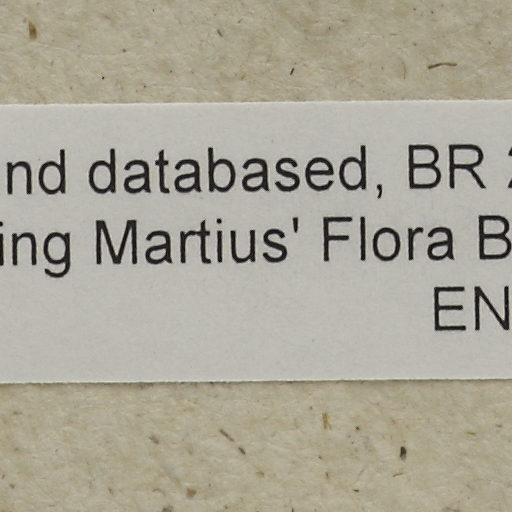 nd databased, BR
ing Martius' Flora B
EN